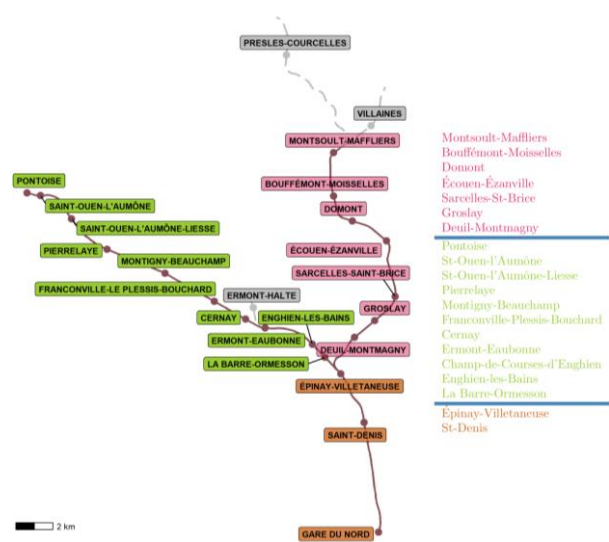 PRESLES-COURCELLES
VILLAINES
MONTSOULT-MAFFLIERS
BOUFFÉMONT-MOISSELLES
DOMONT
PONTOISE
SAINT-OUEN-L'AUMÔNE
SAINT-OUEN-L'AUMÔNE-LIESSE
PIERRELAYE
MONTIGNY-BEAUCHAMP
ÉCOUEN-ÉZANVILLE
SARCELLES-SAINT-BRICE
FRANCONVILLE-LE PLESSIS-BOUCHARD
ERMONT-HALTE
CERNAY
ENGHIEN-LES-BAINS
GROSLAY
ERMONT-EAUBONNE
DEUIL-MONTMAGNY
LA BARRE-ORMESSON
ÉPINAY-VILLETANEUSE
SAINT-DENIS
GARE DU NORD
2 km
Montsoult-Maffliers
Bouffémont-Moisselles
Domont
Écouen-Ézanville
Sarcelles-St-Brice
Groslay
Deuil-Montmagny
Pontoise
St-Ouen-l'Aumône
St-Ouen-l'Aumône-Liesse
Pierrelaye
Montigny-Beauchamp
Franconville-Plessis-Bouchard
Cernay
Ermont-Eaubonne
Champ-de-Courses-d'Enghien
Enghien-les-Bains
La Barre-Ormesson
Épinay-Villetaneuse
St-Denis